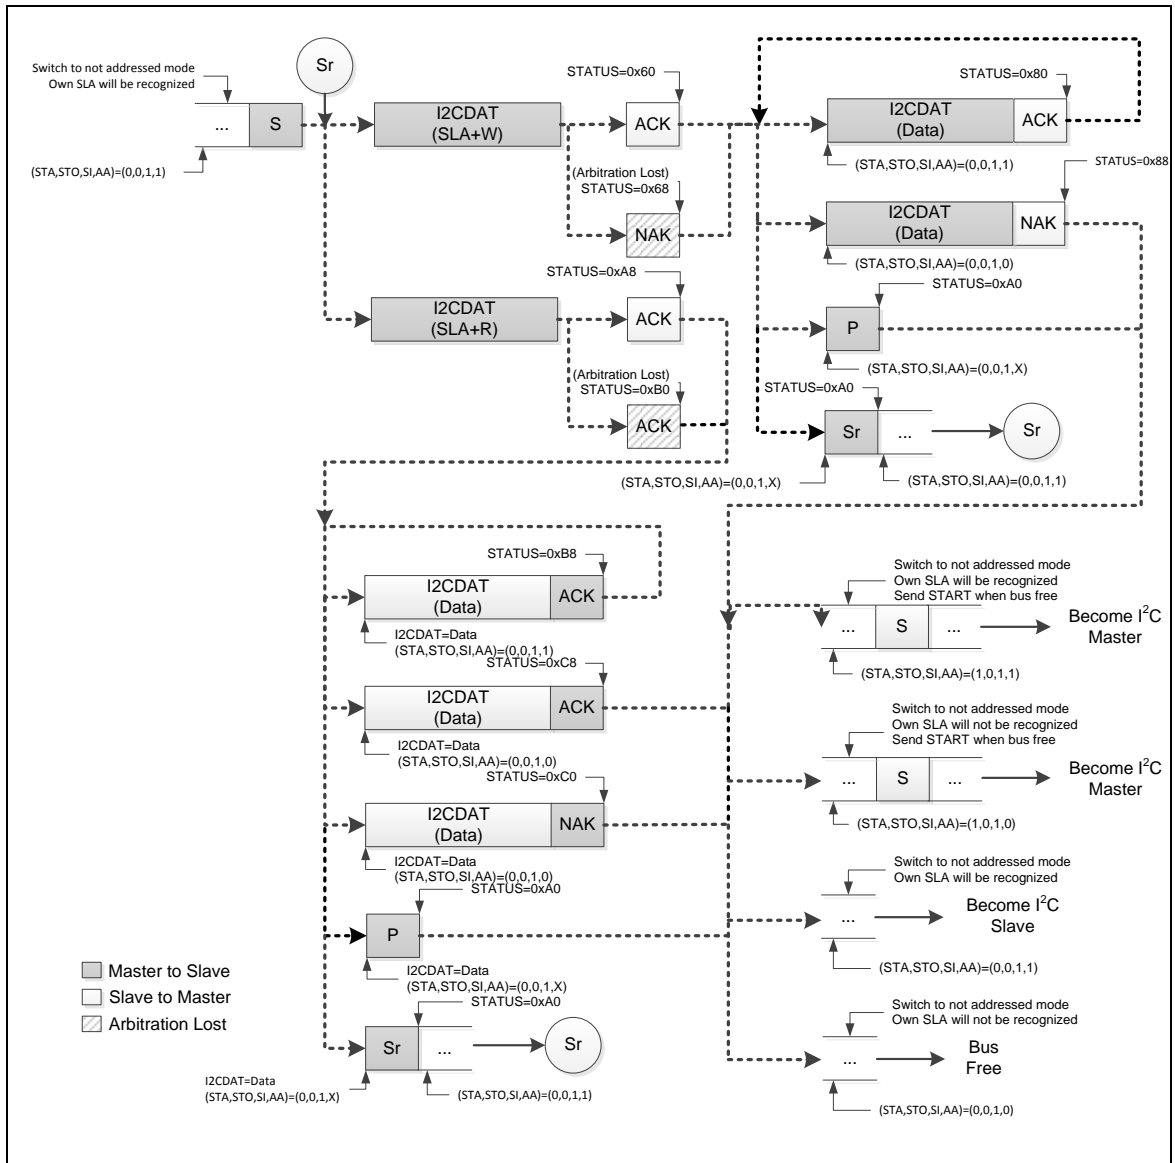 Switch to not addressed mode
Own SLA will be recognized
...
S
(STA,STO,SI,AA)=(0,0,1,1)
Sr
I2CDAT
(SLA+W)
STATUS=0x60
ACK
(Arbitration Lost)
STATUS=0x68
NAK
I2CDAT
(SLA+R)
STATUS=0xA8
ACK
(Arbitration Lost)
STATUS=0xB0
ACK
STATUS=0x80
I2CDAT
(Data)
ACK
(STA,STO,SI,AA)=(0,0,1,1)
STATUS=0x88
I2CDAT
(Data)
NAK
(STA,STO,SI,AA)=(0,0,1,0)
STATUS=0xA0
P
(STA,STO,SI,AA)=(0,0,1,X)
STATUS=0xA0
Sr
...
Sr
(STA,STO,SI,AA)=(0,0,1,X)
(STA,STO,SI,AA)=(0,0,1,1)
STATUS=0xB8
I2CDAT
(Data)
ACK
I2CDAT=Data
(STA,STO,SI,AA)=(0,0,1,1)
STATUS=0xC8
I2CDAT
(Data)
ACK
I2CDAT=Data
(STA,STO,SI,AA)=(0,0,1,0)
STATUS=0xC0
I2CDAT
(Data)
NAK
I2CDAT=Data
(STA,STO,SI,AA)=(0,0,1,0)
STATUS=0xA0
P
I2CDAT=Data
(STA,STO,SI,AA)=(0,0,1,X)
STATUS=0xA0
Sr
...
Sr
I2CDAT=Data
(STA,STO,SI,AA)=(0,0,1,X)
(STA,STO,SI,AA)=(0,0,1,1)
Switch to not addressed mode
Own SLA will be recognized
Send START when bus free
...
S
...
Become I²C
Master
(STA,STO,SI,AA)=(1,0,1,1)
Switch to not addressed mode
Own SLA will not be recognized
Send START when bus free
...
S
...
Become I²C
Master
(STA,STO,SI,AA)=(1,0,1,0)
Switch to not addressed mode
Own SLA will be recognized
...
Become I²C
Slave
(STA,STO,SI,AA)=(0,0,1,1)
Switch to not addressed mode
Own SLA will not be recognized
...
Bus
Free
(STA,STO,SI,AA)=(0,0,1,0)
Master to Slave
Slave to Master
Arbitration Lost